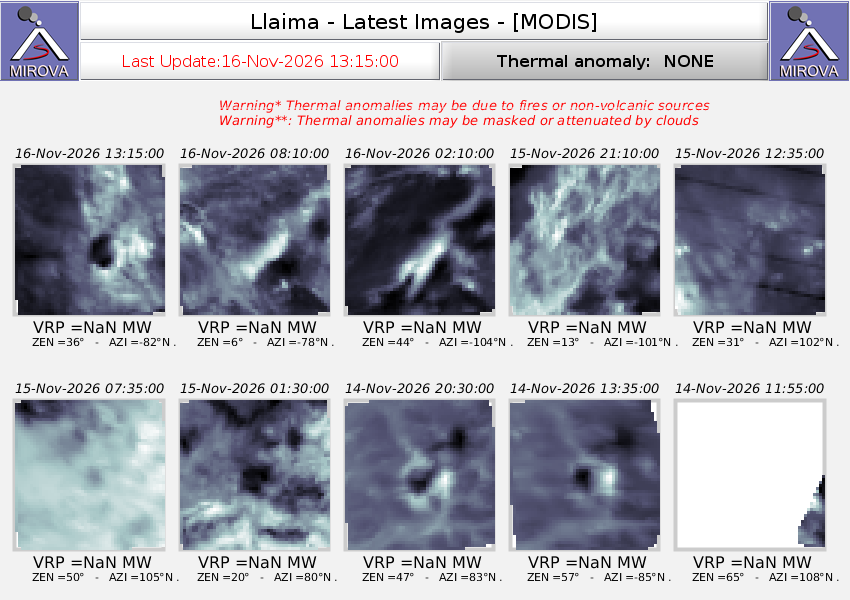 Llaima - Latest Images - [MODIS]
MIROVA
Last Update:16-Nov-2026 13:15:00
Thermal anomaly: NONE
MIROVA
Warning* Thermal anomalies may be due to fires or non-volcanic sources
Warning**: Thermal anomalies may be masked or attenuated by clouds
16-Nov-2026 13:15:00 16-Nov-2026 08:10:00 16-Nov-2026 02:10:00 15-Nov-2026 21:10:00 15-Nov-2026 12:35:00
VRP =NaN MW VRP =NaN MW VRP =NaN MW VRP =NaN MW VRP =NaN MW
ZEN =36° - AZI =-82°N . ZEN =6° - AZI =-78°N . ZEN =44° - AZI =-104°N . ZEN =13° - AZI =-101°N . ZEN =31° - AZI =102°N .
15-Nov-2026 07:35:00 15-Nov-2026 01:30:00 14-Nov-2026 20:30:00 14-Nov-2026 13:35:00 14-Nov-2026 11:55:00
VRP =NaN MW VRP =NaN MW VRP =NaN MW VRP =NaN MW VRP =NaN MW
ZEN =50° - AZI =105°N . ZEN =20° - AZI =80°N . ZEN =47° - AZI =83°N . ZEN =57° - AZI =-85°N . ZEN =65° - AZI =108°N .